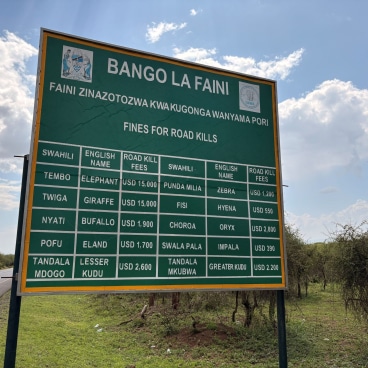 BANGO LA FAINI
FAINI ZINAZOTOZWA KWA KUGONGA WANYAMA PORI
FINES FOR ROAD KILLS
SWAHILI ENGLISH NAME ROAD KILL FEES SWAHILI ENGLISH NAME ROAD KILL FEES
TEMBO ELEPHANT USD 15.000 PUNDA MILIA ZEBRA USD 1.200
TWIGA GIRAFFE USD 15.000 FISI HYENA USD 550
NYATI BUFALLO USD 1.900 CHOROA ORYX USD 2.800
POFU ELAND USD 1.700 SWALA PALA IMPALA USD 390
TANDALA MDOGO LESSER KUDU USD 2.600 TANDALA MKUBWA GREATER KUDU USD 2.200